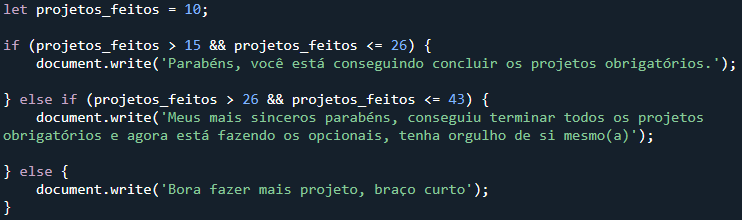 let projetos_feitos = 10;
if (projetos_feitos > 15 && projetos_feitos <= 26) {
    document.write('Parabéns, você está conseguindo concluir os projetos obrigatórios.');
} else if (projetos_feitos > 26 && projetos_feitos <= 43) {
    document.write('Meus mais sinceros parabéns, conseguiu terminar todos os projetos
obrigatórios e agora está fazendo os opcionais, tenha orgulho de si mesmo(a)');
} else {
    document.write('Bora fazer mais projeto, braço curto');
}